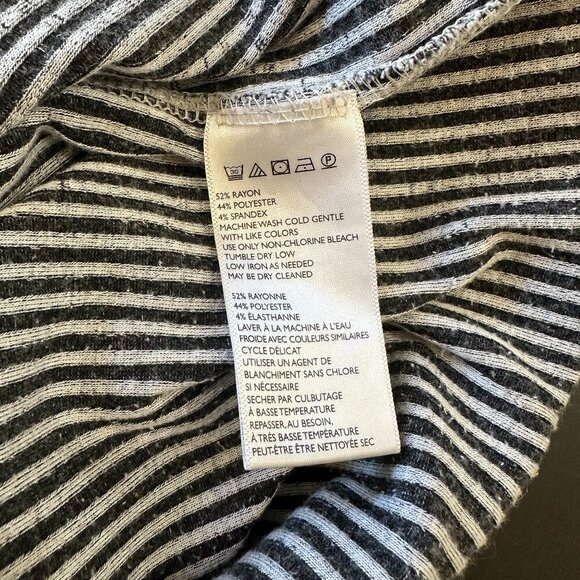 52% RAYON
44% POLYESTER
4% SPANDEX
MACHINE WASH COLD GENTLE
WITH LIKE COLORS
USE ONLY NON-CHLORINE BLEACH
TUMBLE DRY LOW
LOW IRON AS NEEDED
MAY BE DRY CLEANED
52% RAYONNE
44% POLYESTER
4% ÉLASTHANNE
LAVER À LA MACHINE À L'EAU
FROIDE AVEC COULEURS SIMILAIRES
CYCLE DÉLICAT
UTILISER UN AGENT DE
BLANCHIMENT SANS CHLORE
SI NÉCESSAIRE
SÉCHER PAR CULBUTAGE
À BASSE TEMPERATURE
REPASSER, AU BESOIN,
À TRÈS BASSE TEMPÉRATURE
PEUT-ÊTRE ÊTRE NETTOYÉE SEC